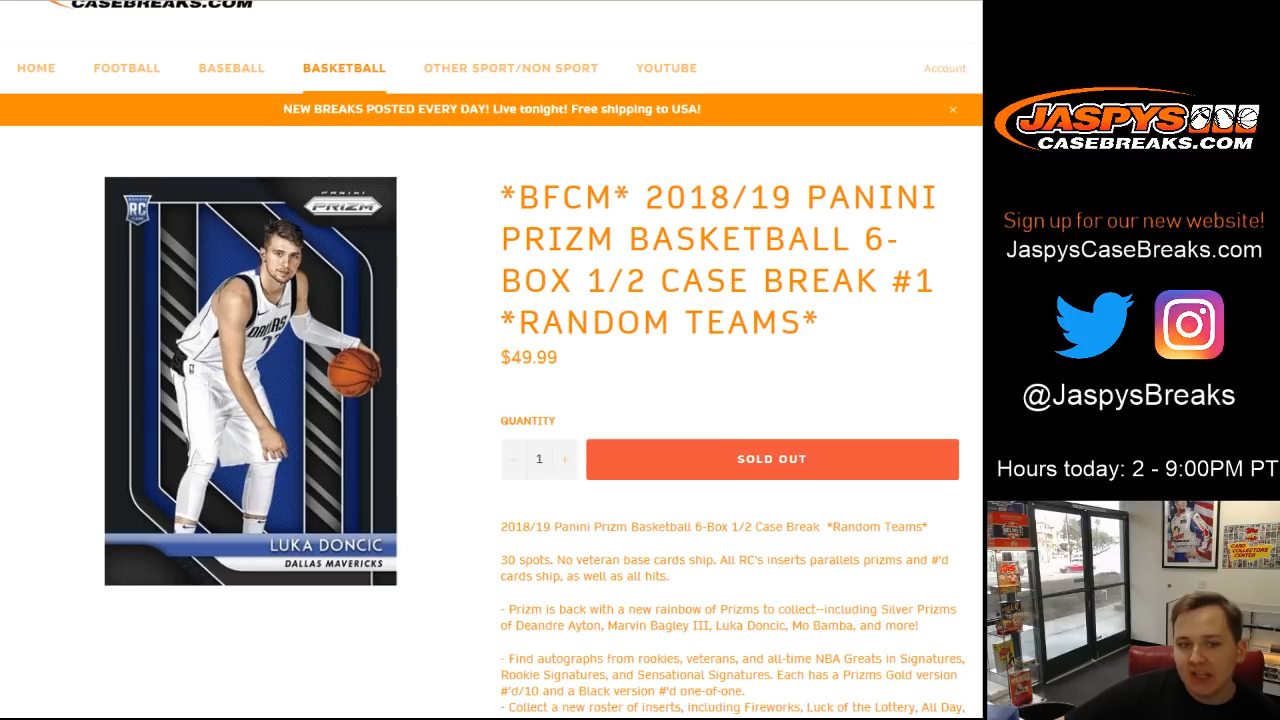 CASEBREAKS.COM
HOME FOOTBALL BASEBALL BASKETBALL OTHER SPORT/NON SPORT YOUTUBE Account
NEW BREAKS POSTED EVERY DAY! Live tonight! Free shipping to USA! ×
RC
PANINI
PRIZM
DALLAS
LUKA DONCIC
DALLAS MAVERICKS
*BFCM* 2018/19 PANINI
PRIZM BASKETBALL 6-
BOX 1/2 CASE BREAK #1
*RANDOM TEAMS*
$49.99
QUANTITY
− 1 +
SOLD OUT
2018/19 Panini Prizm Basketball 6-Box 1/2 Case Break *Random Teams*
30 spots. No veteran base cards ship. All RC's inserts parallels prizms and #'d
cards ship, as well as all hits.
- Prizm is back with a new rainbow of Prizms to collect--including Silver Prizms
of Deandre Ayton, Marvin Bagley III, Luka Doncic, Mo Bamba, and more!
- Find autographs from rookies, veterans, and all-time NBA Greats in Signatures,
Rookie Signatures, and Sensational Signatures. Each has a Prizms Gold version
#'d/10 and a Black version #'d one-of-one.
- Collect a new roster of inserts, including Fireworks, Luck of the Lottery, All Day,
JASPYS
CASEBREAKS.COM
Sign up for our new website!
JaspysCaseBreaks.com
@JaspysBreaks
Hours today: 2 - 9:00PM PT
Topps
CARD
COLLECTORS
CENTER